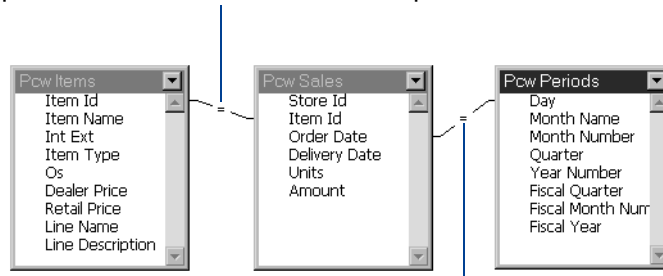 Pcw Items
Item Id
Item Name
Int Ext
Item Type
Os
Dealer Price
Retail Price
Line Name
Line Description
=
Pcw Sales
Store Id
Item Id
Order Date
Delivery Date
Units
Amount
=
Pcw Periods
Day
Month Name
Month Number
Quarter
Year Number
Fiscal Quarter
Fiscal Month Num
Fiscal Year